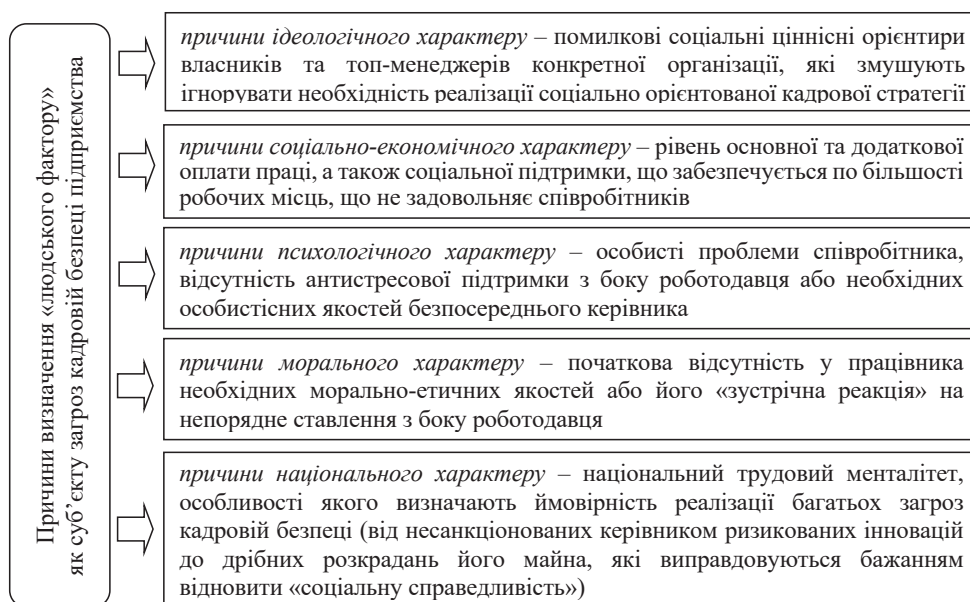 Причини визначення «людського фактору»
як суб’єкту загроз кадровій безпеці підприємства
причини ідеологічного характеру – помилкові соціальні ціннісні орієнтири
власників та топ-менеджерів конкретної організації, які змушують
ігнорувати необхідність реалізації соціально орієнтованої кадрової стратегії
причини соціально-економічного характеру – рівень основної та додаткової
оплати праці, а також соціальної підтримки, що забезпечується по більшості
робочих місць, що не задовольняє співробітників
причини психологічного характеру – особисті проблеми співробітника,
відсутність антистресової підтримки з боку роботодавця або необхідних
особистісних якостей безпосереднього керівника
причини морального характеру – початкова відсутність у працівника
необхідних морально-етичних якостей або його «зустрічна реакція» на
непорядне ставлення з боку роботодавця
причини національного характеру – національний трудовий менталітет,
особливості якого визначають ймовірність реалізації багатьох загроз
кадровій безпеці (від несанкціонованих керівником ризикованих інновацій
до дрібних розкрадань його майна, які виправдовуються бажанням
відновити «соціальну справедливість»)